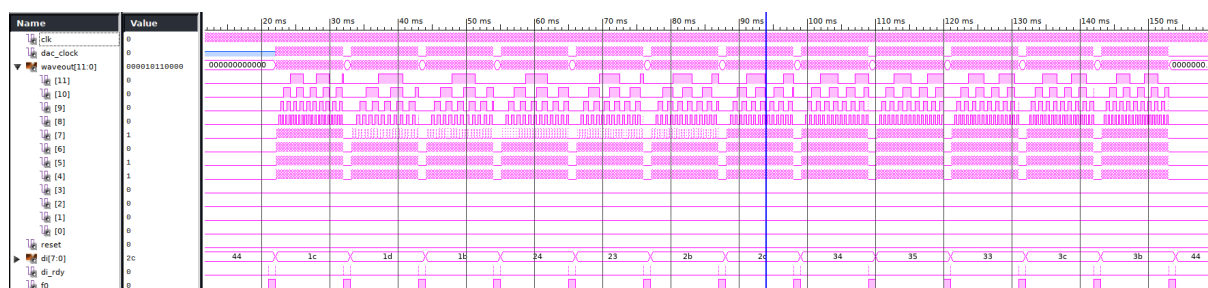 Name Value
20 ms 30 ms 40 ms 50 ms 60 ms 70 ms 80 ms 90 ms 100 ms 110 ms 120 ms 130 ms 140 ms 150 ms
clk 0
dac_clock 0
waveout[11:0] 000010110000 000000000000 0000000
[11] 0
[10] 0
[9] 0
[8] 0
[7] 1
[6] 0
[5] 1
[4] 1
[3] 0
[2] 0
[1] 0
[0] 0
reset 0
di[7:0] 2c 44 1c 1d 1b 24 23 2b 2c 34 35 33 3c 3b 44
di_rdy 0
f0 0